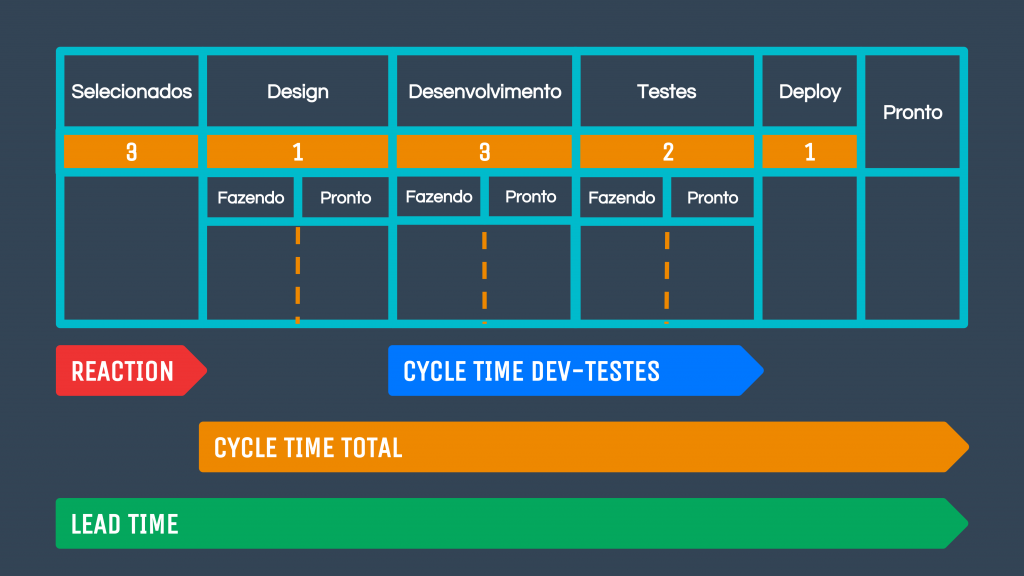 Selecionados Design Desenvolvimento Testes Deploy Pronto
3 1 3 2 1
Fazendo Pronto Fazendo Pronto Fazendo Pronto
REACTION CYCLE TIME DEV-TESTES
CYCLE TIME TOTAL
LEAD TIME